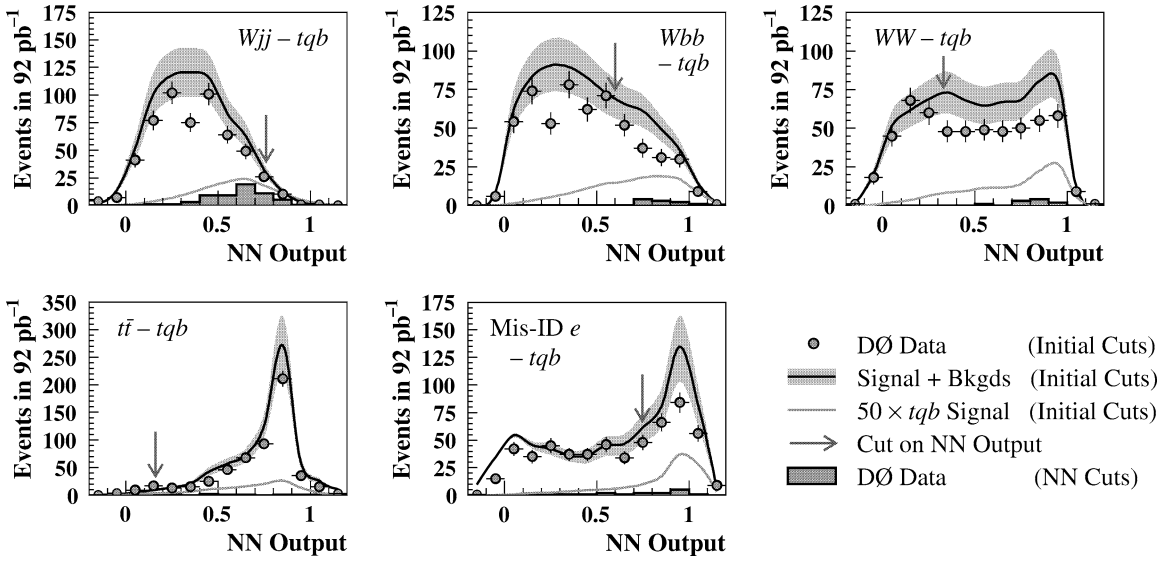 Events in 92 pb⁻¹
175
150
125
100
75
50
25
0
Wjj – tqb
0
0.5
1
NN Output
Events in 92 pb⁻¹
125
100
75
50
25
0
Wbb
– tqb
0
0.5
1
NN Output
Events in 92 pb⁻¹
125
100
75
50
25
0
WW – tqb
0
0.5
1
NN Output
Events in 92 pb⁻¹
350
300
250
200
150
100
50
0
tt̄ – tqb
0
0.5
1
NN Output
Events in 92 pb⁻¹
175
150
125
100
75
50
25
0
Mis-ID e
– tqb
0
0.5
1
NN Output
DØ Data (Initial Cuts)
Signal + Bkgds (Initial Cuts)
50 × tqb Signal (Initial Cuts)
Cut on NN Output
DØ Data (NN Cuts)